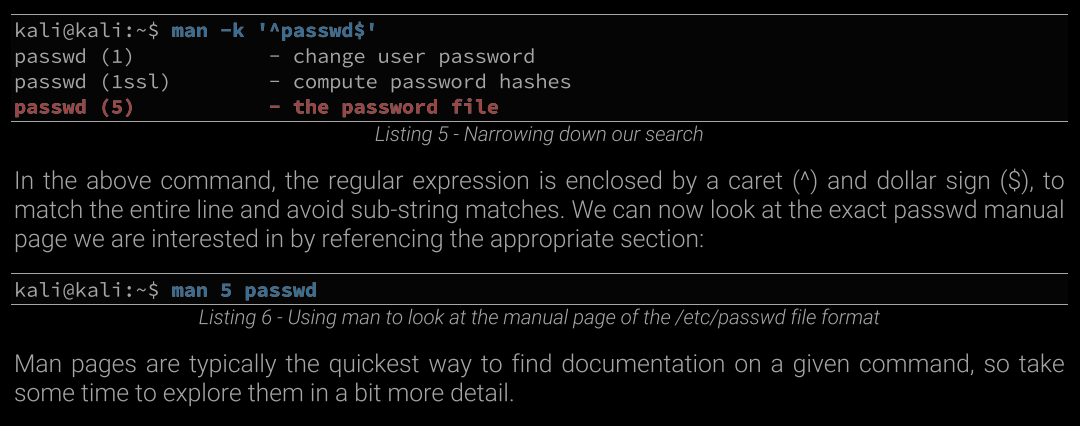 kali@kali:~$ man -k '^passwd$'
passwd (1)           - change user password
passwd (1ssl)        - compute password hashes
passwd (5)           - the password file
Listing 5 - Narrowing down our search
In the above command, the regular expression is enclosed by a caret (^) and dollar sign ($), to
match the entire line and avoid sub-string matches. We can now look at the exact passwd manual
page we are interested in by referencing the appropriate section:
kali@kali:~$ man 5 passwd
Listing 6 - Using man to look at the manual page of the /etc/passwd file format
Man pages are typically the quickest way to find documentation on a given command, so take
some time to explore them in a bit more detail.